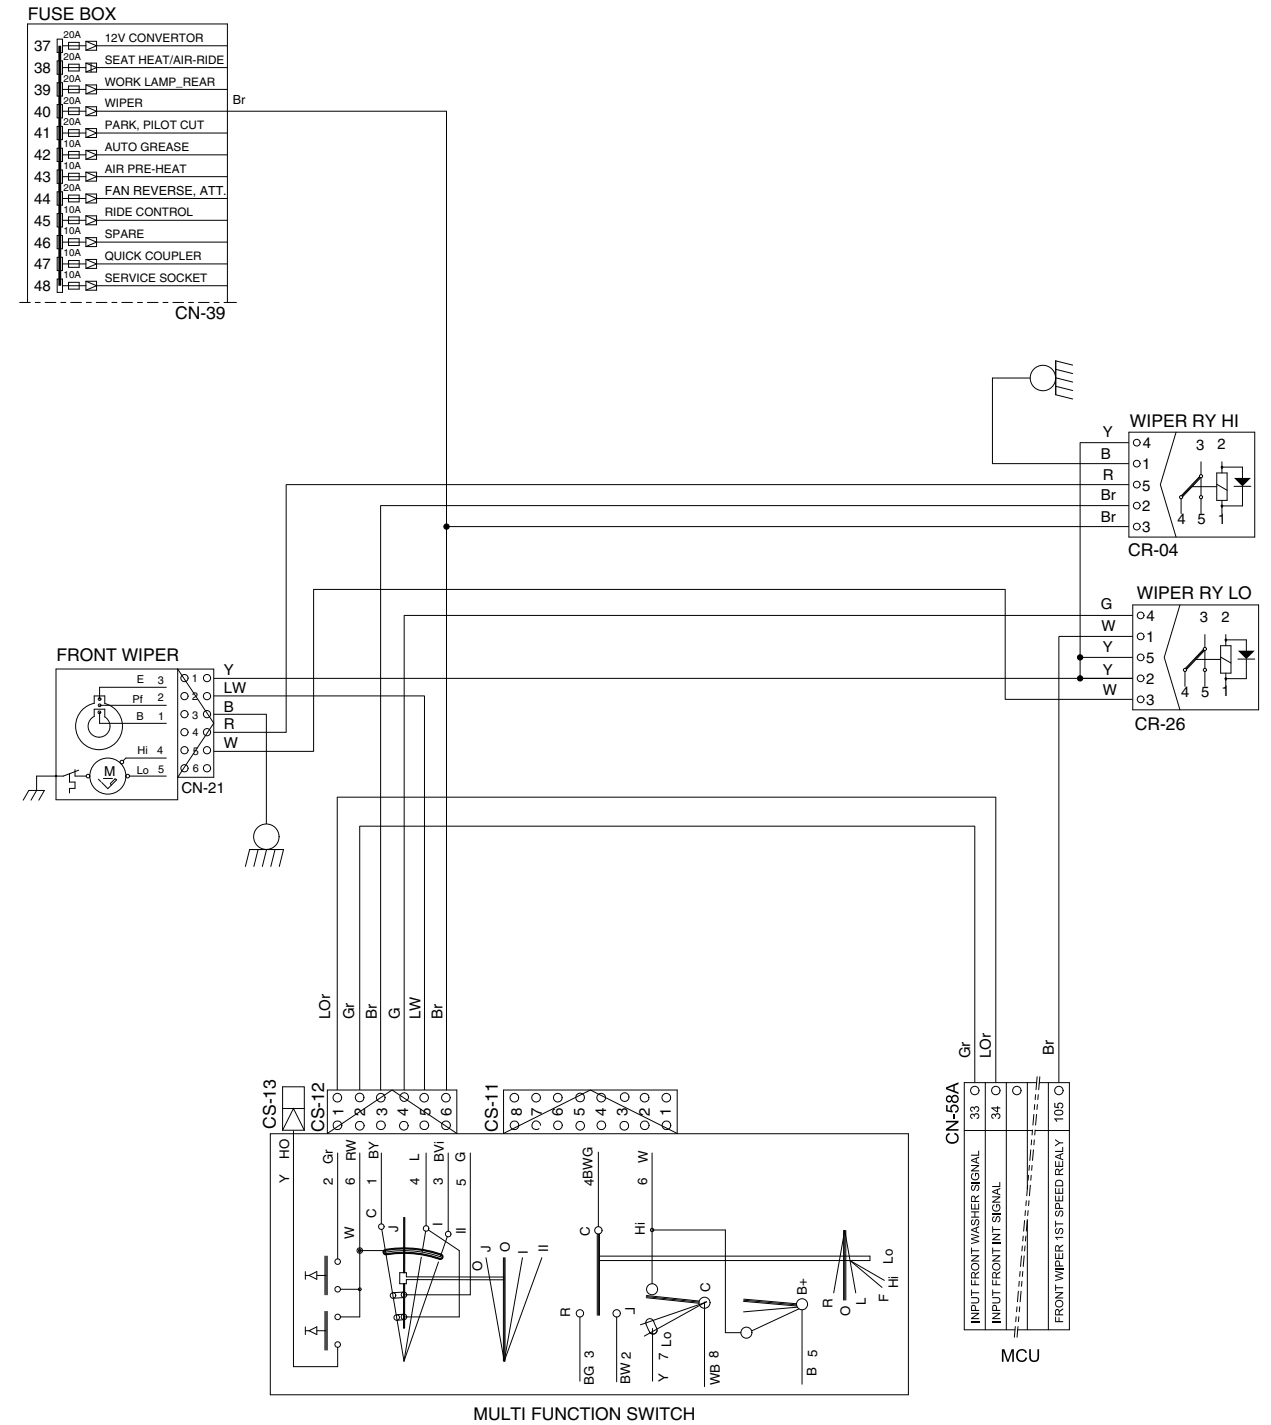 FUSE BOX
37 20A 12V CONVERTOR
38 20A SEAT HEAT/AIR-RIDE
39 20A WORK LAMP_REAR
40 20A WIPER Br
41 20A PARK, PILOT CUT
42 10A AUTO GREASE
43 10A AIR PRE-HEAT
44 20A FAN REVERSE, ATT.
45 10A RIDE CONTROL
46 10A SPARE
47 10A QUICK COUPLER
48 10A SERVICE SOCKET
CN-39
WIPER RY HI
Y 4 3 2
B 1
R 5
Br 2
Br 3
4 5 1
CR-04
WIPER RY LO
G 4 3 2
W 1
Y 5
Y 2
W 3
4 5 1
CR-26
FRONT WIPER
E 3 1 Y
Pf 2 2 LW
B 1 3 B
4 R
Hi 4 5 W
M Lo 5 6
CN-21
LOr Gr Br G LW Br
Gr LOr Br
CS-13 CS-12 1 2 3 4 5 6
CS-11 8 7 6 5 4 3 2 1
CN-58A 33 34 105
Y HO
2 Gr
6 RW
1 BY
4 L
3 BVi
5 G
4BWG
6 W
W C J I II
O J O I II
C Hi
R J
Lo C B+
R O L F Hi Lo
BG 3
BW 2
Y 7
WB 8
B 5
INPUT FRONT WASHER SIGNAL
INPUT FRONT INT SIGNAL
FRONT WIPER 1ST SPEED REALY
MCU
MULTI FUNCTION SWITCH